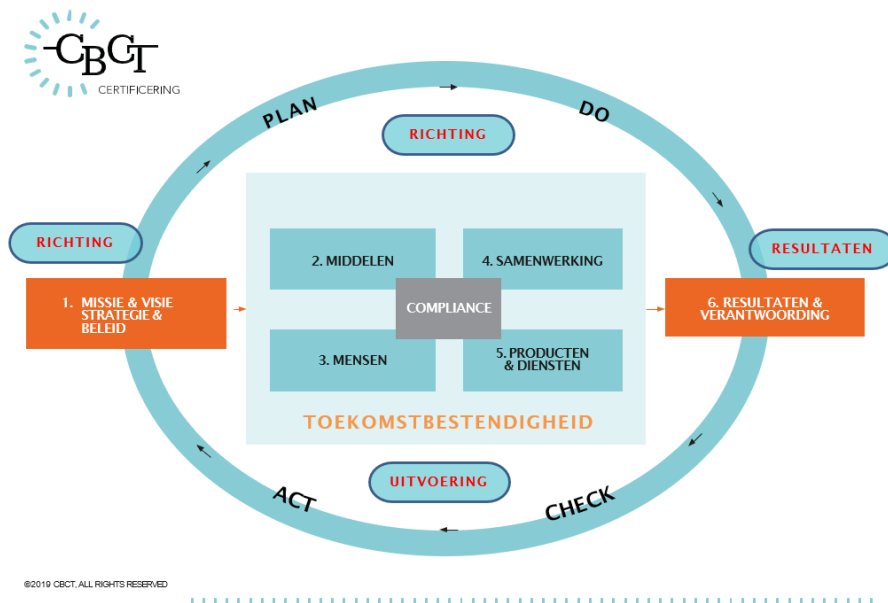 CBCT
CERTIFICERING
PLAN
DO
RICHTING
RICHTING
RESULTATEN
2. MIDDELEN
4. SAMENWERKING
1. MISSIE & VISIE
STRATEGIE &
BELEID
COMPLIANCE
6. RESULTATEN &
VERANTWOORDING
3. MENSEN
5. PRODUCTEN
& DIENSTEN
TOEKOMSTBESTENDIGHEID
UITVOERING
ACT
CHECK
©2019 CBCT, ALL RIGHTS RESERVED